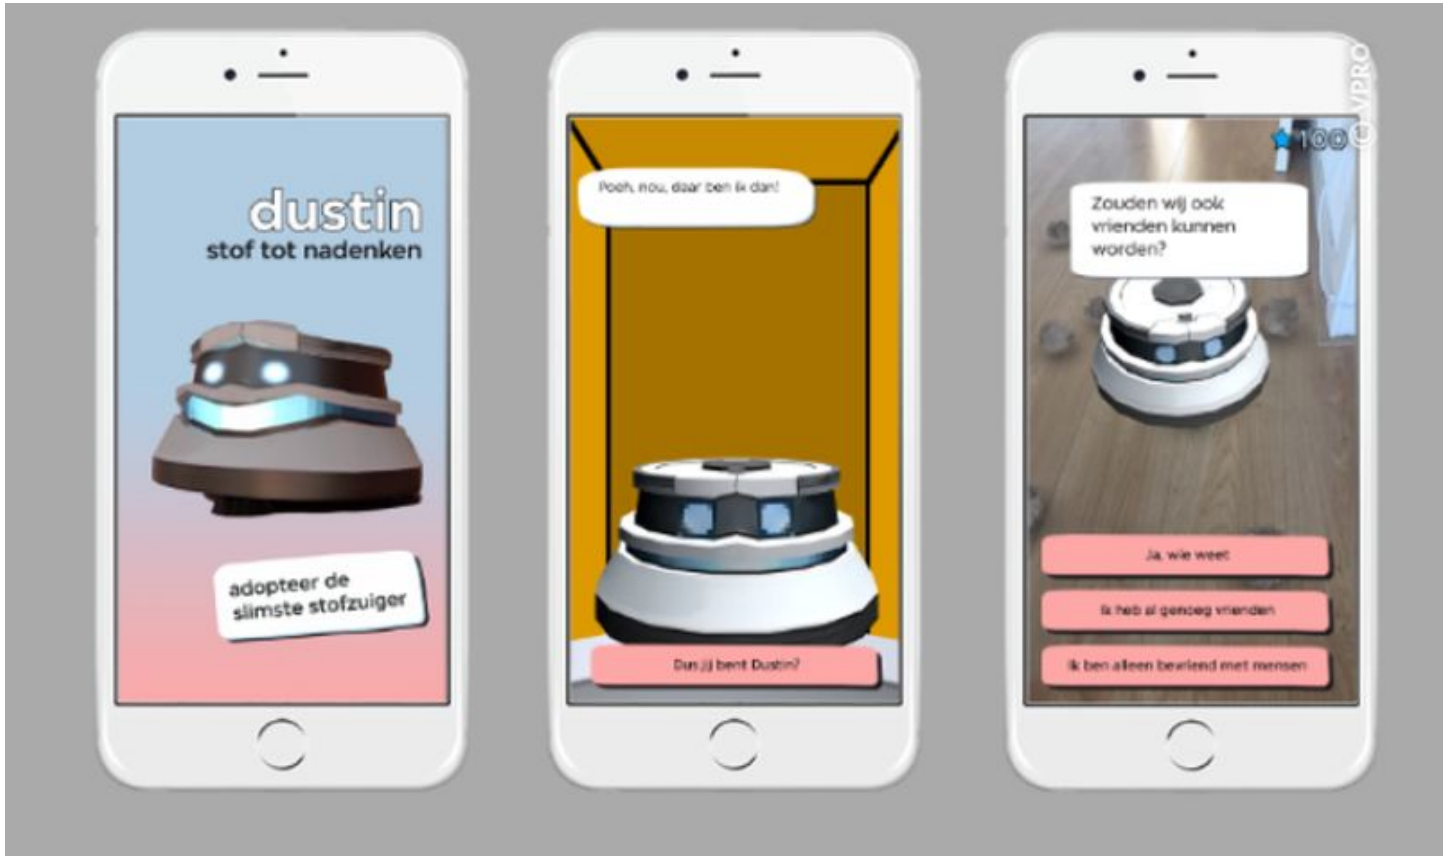 dustin
stof tot nadenken
adopteer de
slimste stofzuiger
Poeh, nou, daar ben ik dan!
Dus jij bent Dustin?
100
Zouden wij ook
vrienden kunnen
worden?
Ja, wie weet
Ik heb al genoeg vrienden
Ik ben alleen bevriend met mensen
© VPRO